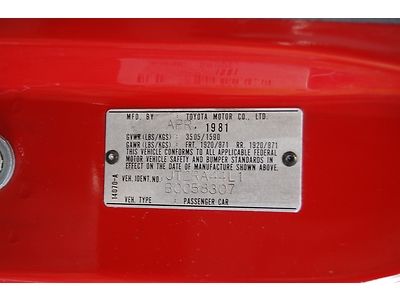 MFD. BY TOYOTA MOTOR CO., LTD.
APR. 1981
GVWR (LBS/KGS) : 3505/1590
GAWR (LBS/KGS) : FRT. 1920/871 RR. 1920/871
THIS VEHICLE CONFORMS TO ALL APPLICABLE FEDERAL
MOTOR VEHICLE SAFETY AND BUMPER STANDARDS IN
EFFECT ON THE DATE OF MANUFACTURE SHOWN ABOVE.
VEH. IDENT. NO. :
VEH. TYPE : PASSENGER CAR
14070-A